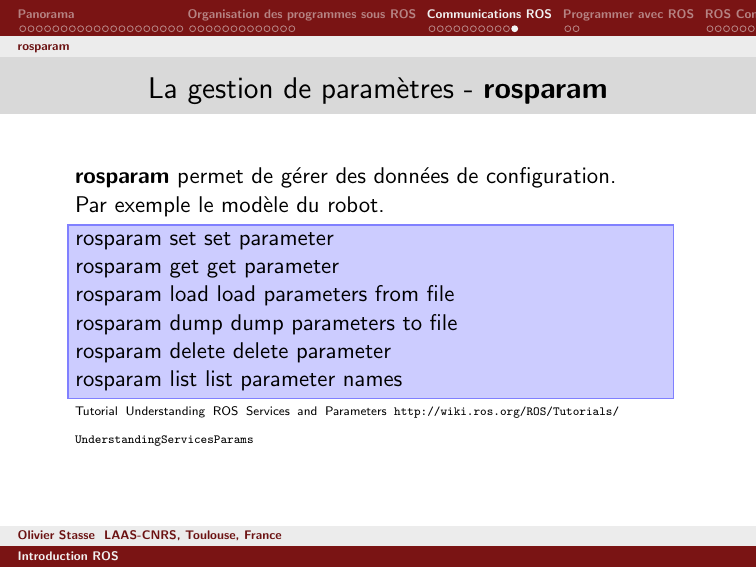 Panorama Organisation des programmes sous ROS Communications ROS Programmer avec ROS ROS Con
rosparam
La gestion de paramètres - rosparam
rosparam permet de gérer des données de configuration.
Par exemple le modèle du robot.
rosparam set set parameter
rosparam get get parameter
rosparam load load parameters from file
rosparam dump dump parameters to file
rosparam delete delete parameter
rosparam list list parameter names
Tutorial Understanding ROS Services and Parameters http://wiki.ros.org/ROS/Tutorials/
UnderstandingServicesParams
Olivier Stasse LAAS-CNRS, Toulouse, France
Introduction ROS